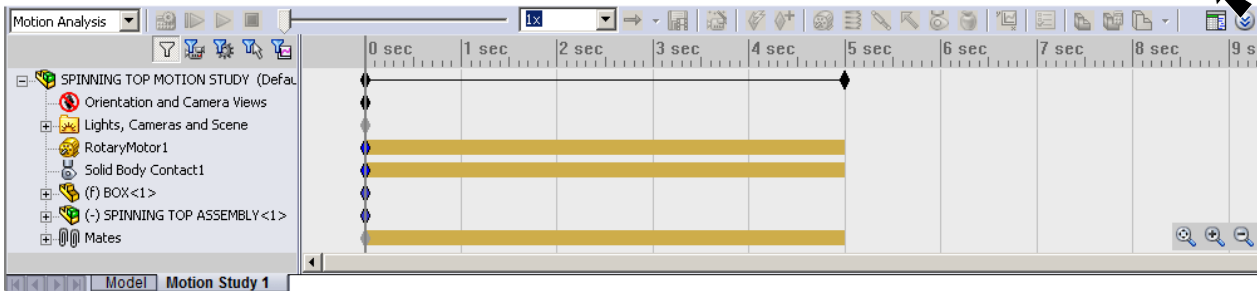 Motion Analysis 1x
0 sec 1 sec 2 sec 3 sec 4 sec 5 sec 6 sec 7 sec 8 sec 9 s
SPINNING TOP MOTION STUDY (Defau
Orientation and Camera Views
Lights, Cameras and Scene
RotaryMotor1
Solid Body Contact1
(f) BOX<1>
(-) SPINNING TOP ASSEMBLY<1>
Mates
Model Motion Study 1